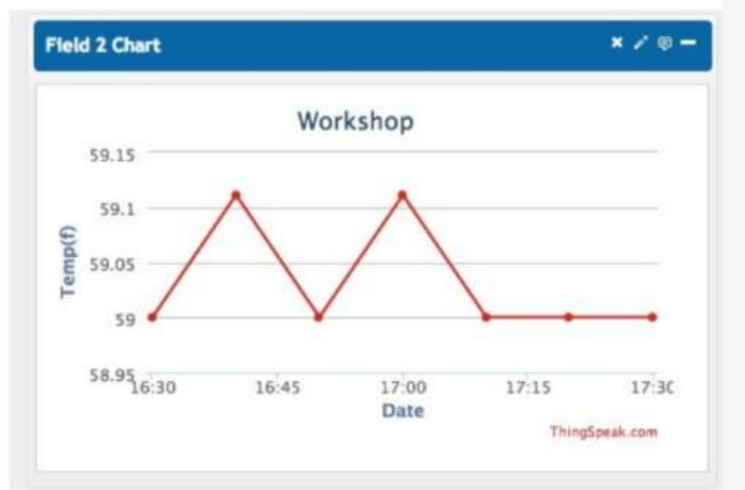 Field 2 Chart
Workshop
59.15
59.1
59.05
59
58.95
Temp(f)
16:30 16:45 17:00 17:15 17:30
Date
ThingSpeak.com